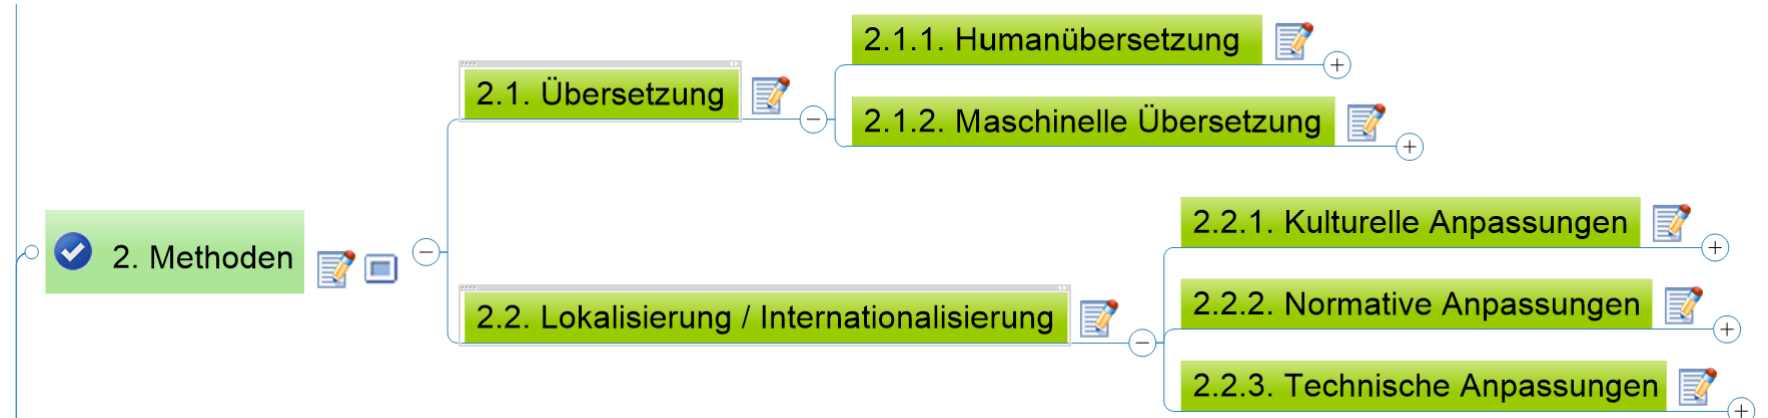 2. Methoden
2.1. Übersetzung
2.1.1. Humanübersetzung
2.1.2. Maschinelle Übersetzung
2.2. Lokalisierung / Internationalisierung
2.2.1. Kulturelle Anpassungen
2.2.2. Normative Anpassungen
2.2.3. Technische Anpassungen